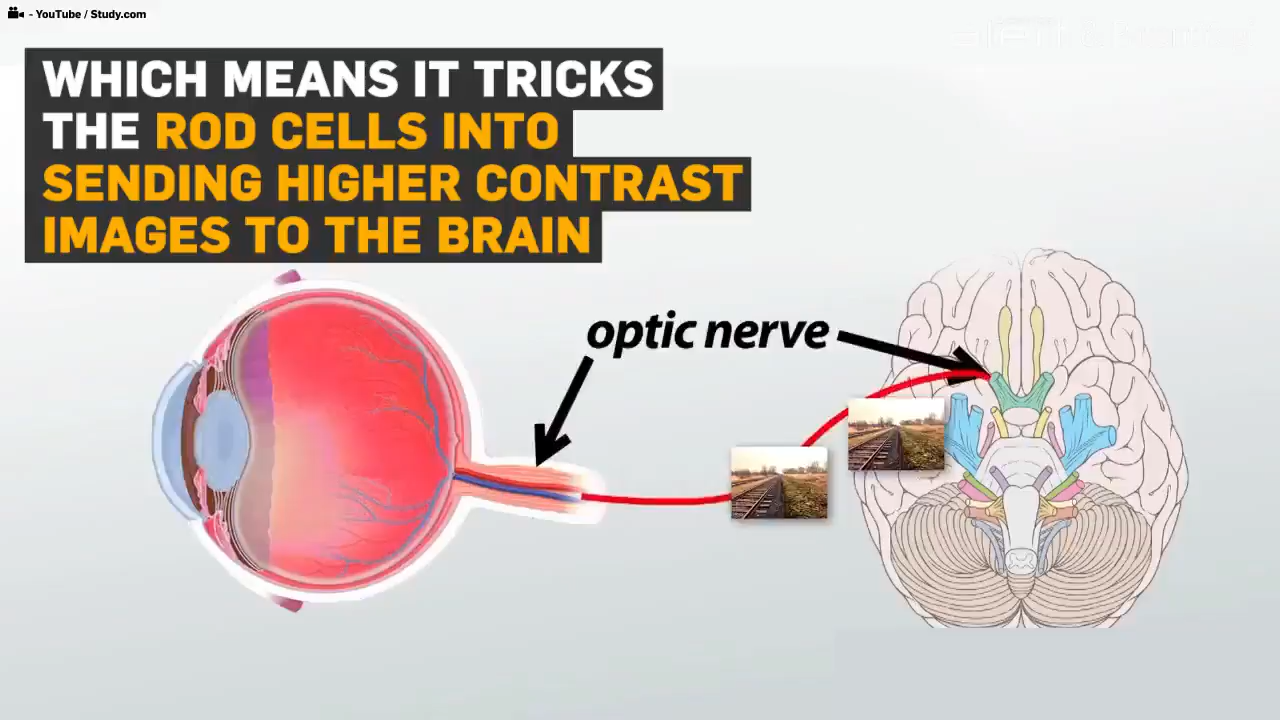 - YouTube / Study.com
WHICH MEANS IT TRICKS
THE ROD CELLS INTO
SENDING HIGHER CONTRAST
IMAGES TO THE BRAIN
optic nerve